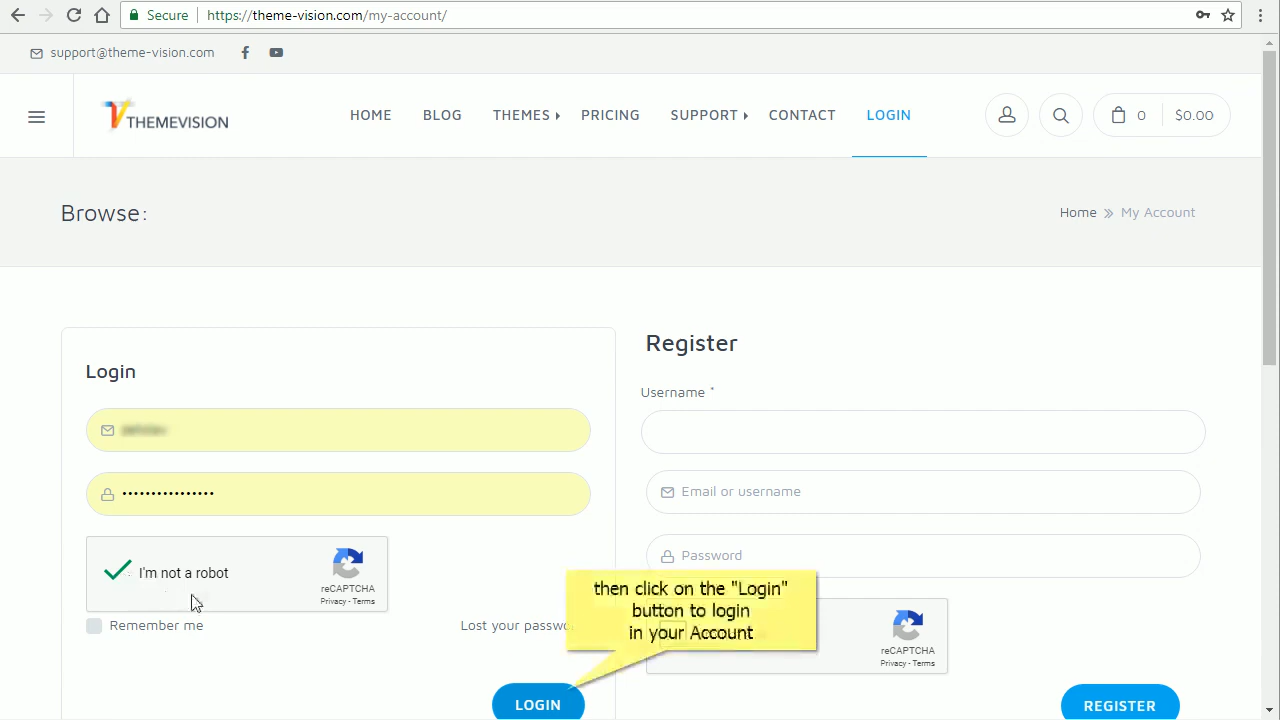 Secure https://theme-vision.com/my-account/
support@theme-vision.com
THEMEVISION
HOME BLOG THEMES PRICING SUPPORT CONTACT LOGIN 0 $0.00
Browse:
Home » My Account
Login
Register
Username *
Email or username
••••••••••••••••
Password
I'm not a robot
reCAPTCHA
Privacy - Terms
Remember me
Lost your
then click on the "Login"
button to login
in your Account
reCAPTCHA
Privacy - Terms
LOGIN
REGISTER